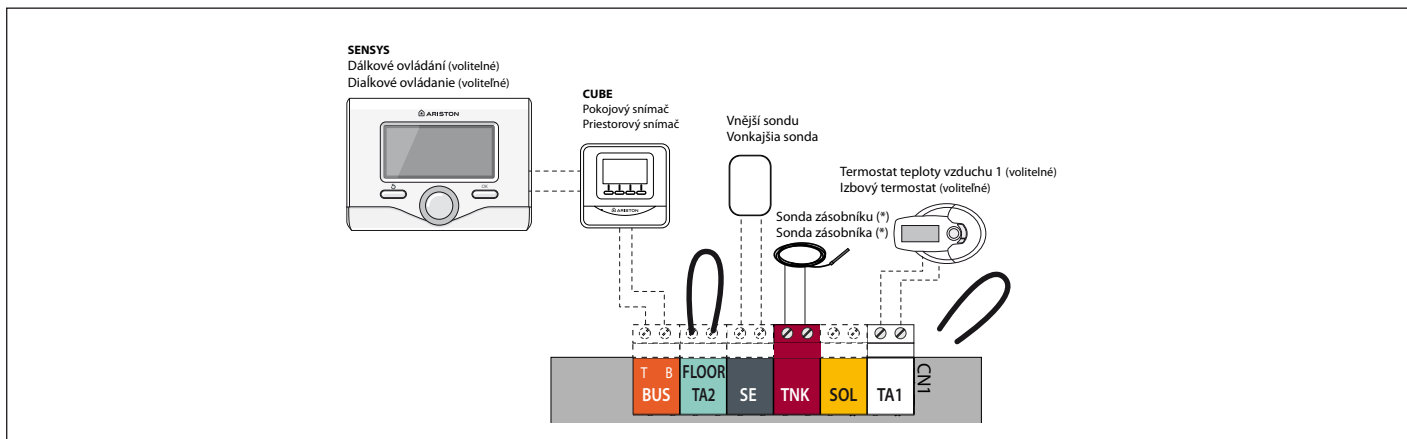 SENSYS
Dálkové ovládání (volitelné)
Diaľkové ovládanie (voliteľné)
ARISTON
OK
CUBE
Pokojový snímač
Priestorový snímač
ARISTON
Vnější sondu
Vonkajšia sonda
Termostat teploty vzduchu 1 (volitelné)
Izbový termostat (voliteľné)
Sonda zásobníku (*)
Sonda zásobníka (*)
T B
BUS
FLOOR
TA2
SE
TNK
SOL
TA1
CN1